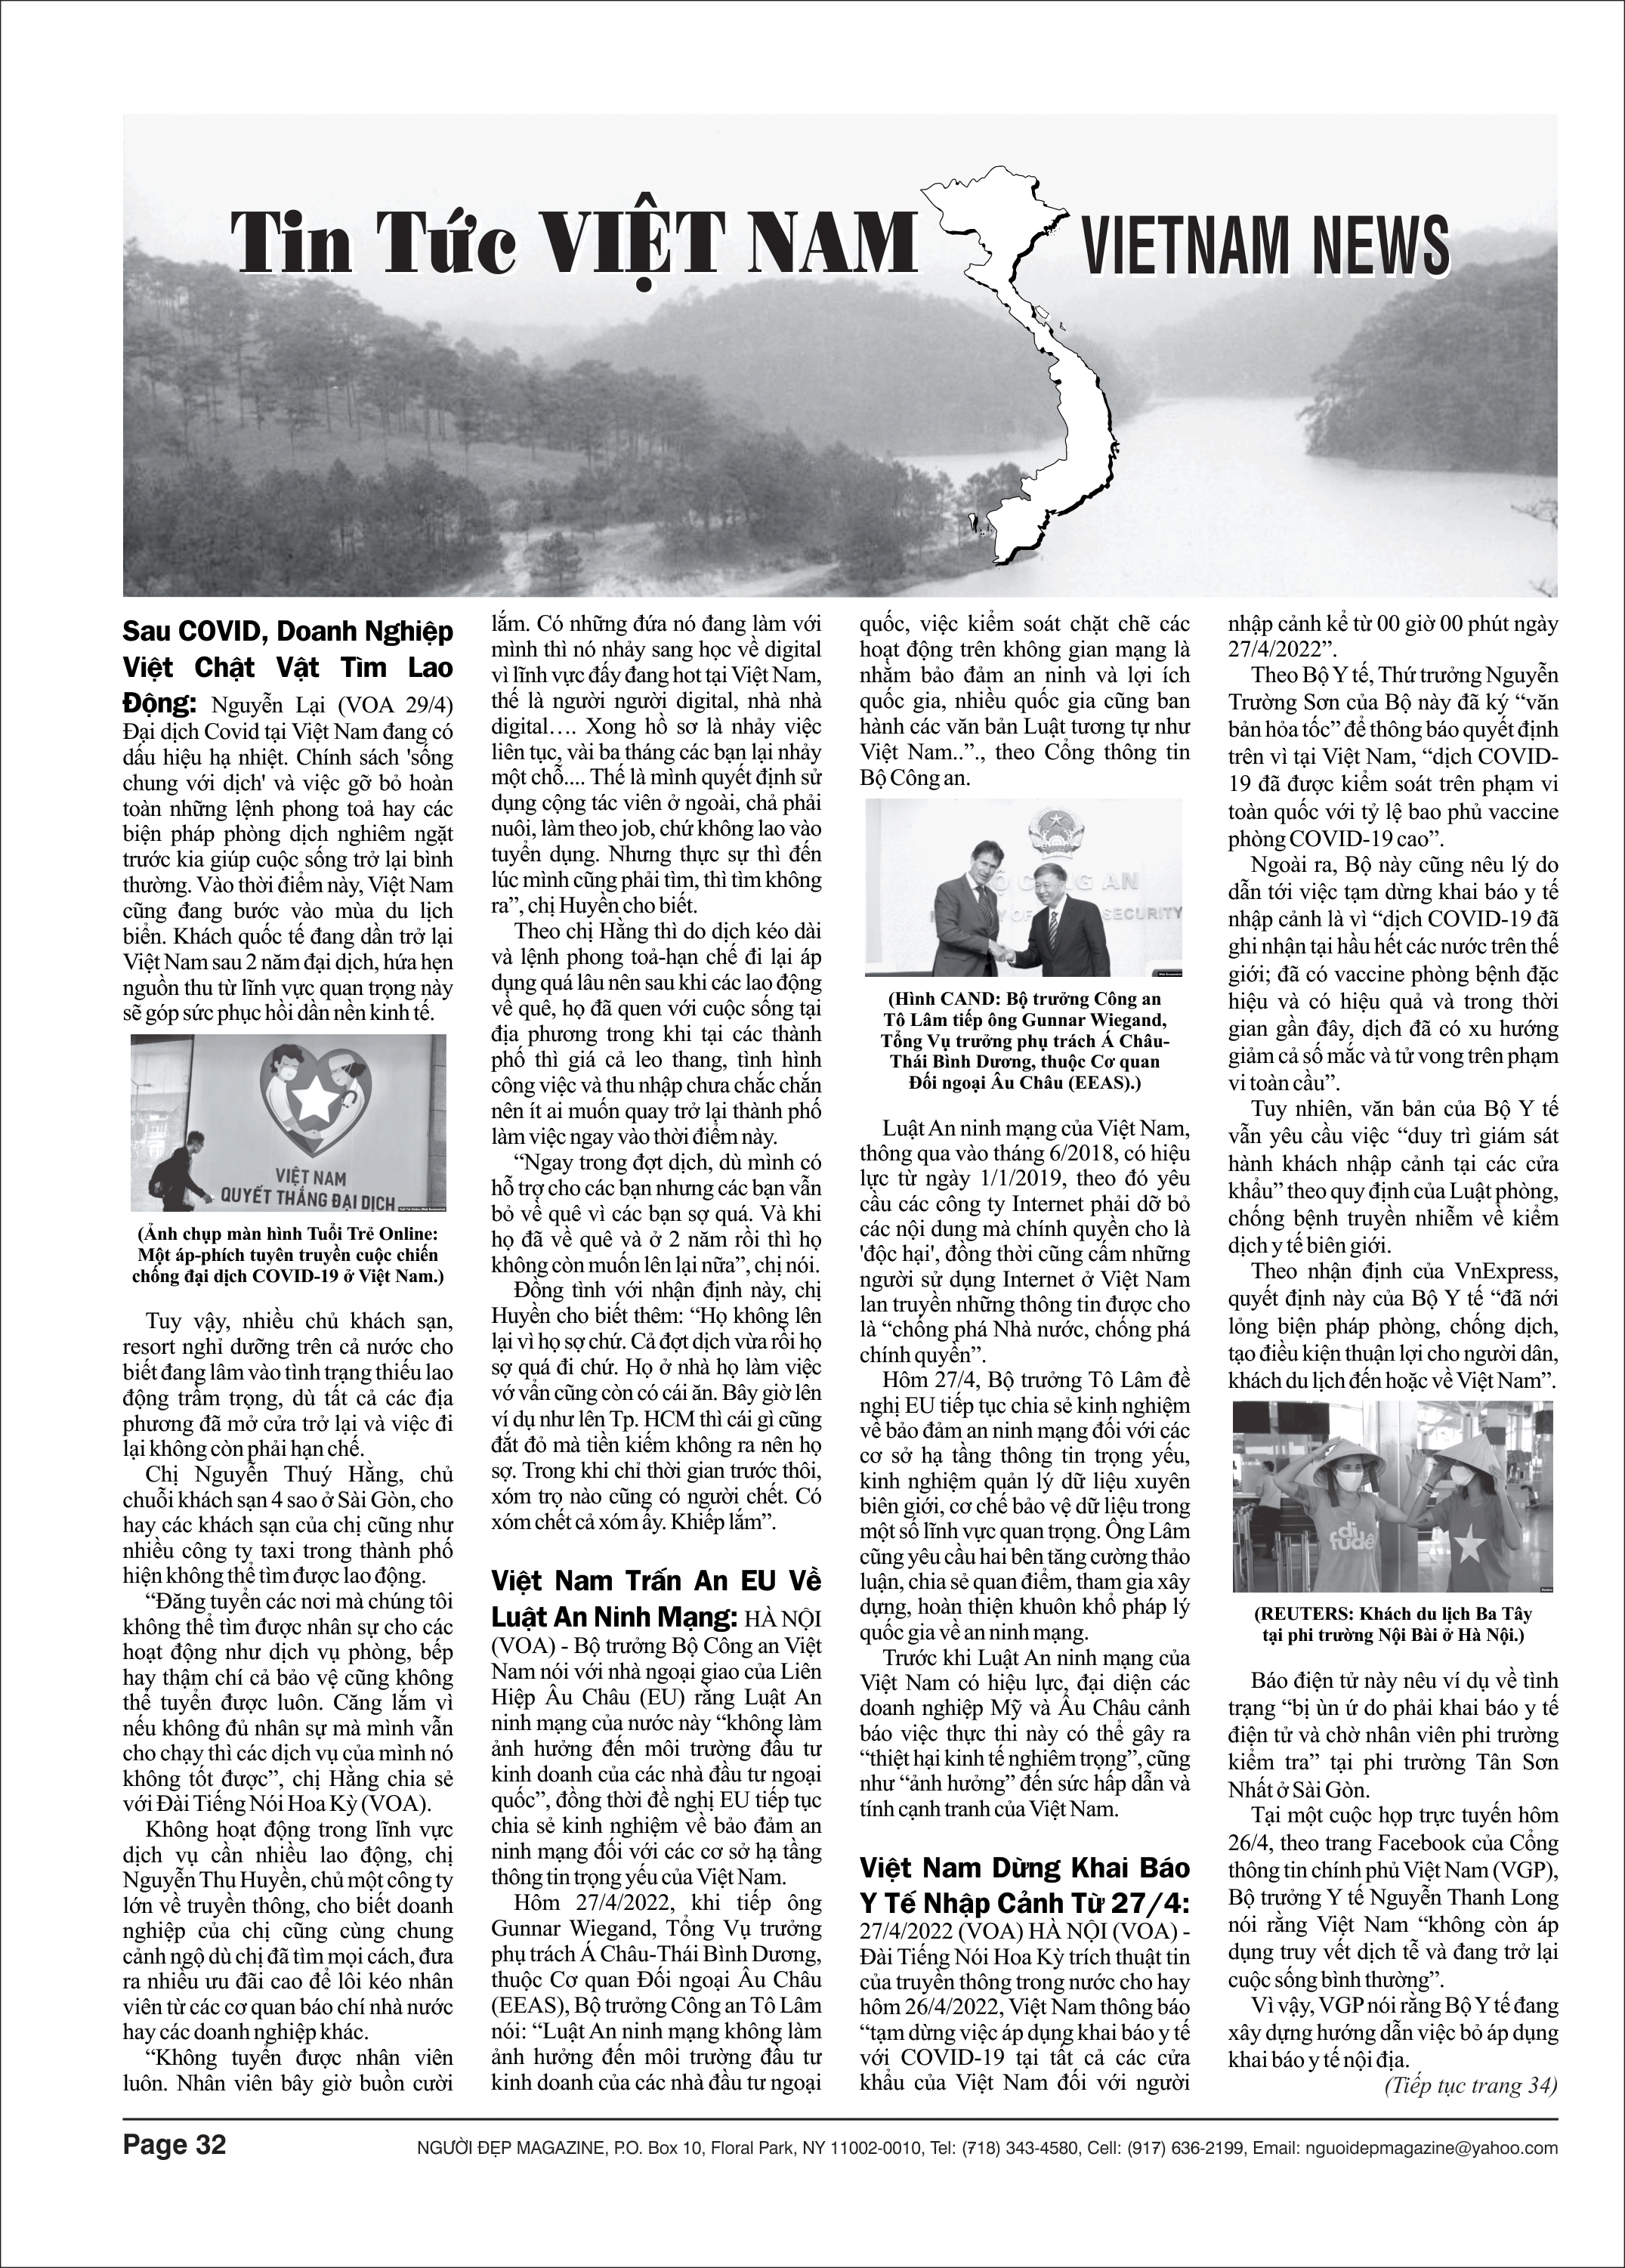 Tin Tức VIỆT NAM
VIETNAM NEWS
Sau COVID, Doanh Nghiệp
Việt Chật Vật Tìm Lao
Động: Nguyễn Lại (VOA 29/4)
Đại dịch Covid tại Việt Nam đang có
dấu hiệu hạ nhiệt. Chính sách 'sống
chung với dịch' và việc gỡ bỏ hoàn
toàn những lệnh phong toả hay các
biện pháp phòng dịch nghiêm ngặt
trước kia giúp cuộc sống trở lại bình
thường. Vào thời điểm này, Việt Nam
cũng đang bước vào mùa du lịch
biển. Khách quốc tế đang dần trở lại
Việt Nam sau 2 năm đại dịch, hứa hẹn
nguồn thu từ lĩnh vực quan trọng này
sẽ góp sức phục hồi dần nền kinh tế.
VIỆT NAM
QUYẾT THẮNG ĐẠI DỊCH
(Ảnh chụp màn hình Tuổi Trẻ Online:
Một áp-phích tuyên truyền cuộc chiến
chống đại dịch COVID-19 ở Việt Nam.)
Tuy vậy, nhiều chủ khách sạn,
resort nghỉ dưỡng trên cả nước cho
biết đang lâm vào tình trạng thiếu lao
động trầm trọng, dù tất cả các địa
phương đã mở cửa trở lại và việc đi
lại không còn phải hạn chế.
Chị Nguyễn Thuý Hằng, chủ
chuỗi khách sạn 4 sao ở Sài Gòn, cho
hay các khách sạn của chị cũng như
nhiều công ty taxi trong thành phố
hiện không thể tìm được lao động.
“Đăng tuyển các nơi mà chúng tôi
không thể tìm được nhân sự cho các
hoạt động như dịch vụ phòng, bếp
hay thậm chí cả bảo vệ cũng không
thể tuyển được luôn. Căng lắm vì
nếu không đủ nhân sự mà mình vẫn
cho chạy thì các dịch vụ của mình nó
không tốt được”, chị Hằng chia sẻ
với Đài Tiếng Nói Hoa Kỳ (VOA).
Không hoạt động trong lĩnh vực
dịch vụ cần nhiều lao động, chị
Nguyễn Thu Huyền, chủ một công ty
lớn về truyền thông, cho biết doanh
nghiệp của chị cũng cùng chung
cảnh ngộ dù chị đã tìm mọi cách, đưa
ra nhiều ưu đãi cao để lôi kéo nhân
viên từ các cơ quan báo chí nhà nước
hay các doanh nghiệp khác.
“Không tuyển được nhân viên
luôn. Nhân viên bây giờ buồn cười
lắm. Có những đứa nó đang làm với
mình thì nó nhảy sang học về digital
vì lĩnh vực đấy đang hot tại Việt Nam,
thế là người người digital, nhà nhà
digital…. Xong hồ sơ là nhảy việc
liên tục, vài ba tháng các bạn lại nhảy
một chỗ.... Thế là mình quyết định sử
dụng cộng tác viên ở ngoài, chả phải
nuôi, làm theo job, chứ không lao vào
tuyển dụng. Nhưng thực sự thì đến
lúc mình cũng phải tìm, thì tìm không
ra”, chị Huyền cho biết.
Theo chị Hằng thì do dịch kéo dài
và lệnh phong toả-hạn chế đi lại áp
dụng quá lâu nên sau khi các lao động
về quê, họ đã quen với cuộc sống tại
địa phương trong khi tại các thành
phố thì giá cả leo thang, tình hình
công việc và thu nhập chưa chắc chắn
nên ít ai muốn quay trở lại thành phố
làm việc ngay vào thời điểm này.
“Ngay trong đợt dịch, dù mình có
hỗ trợ cho các bạn nhưng các bạn vẫn
bỏ về quê vì các bạn sợ quá. Và khi
họ đã về quê và ở 2 năm rồi thì họ
không còn muốn lên lại nữa”, chị nói.
Đồng tình với nhận định này, chị
Huyền cho biết thêm: “Họ không lên
lại vì họ sợ chứ. Cả đợt dịch vừa rồi họ
sợ quá đi chứ. Họ ở nhà họ làm việc
vớ vẩn cũng còn có cái ăn. Bây giờ lên
ví dụ như lên Tp. HCM thì cái gì cũng
đắt đỏ mà tiền kiếm không ra nên họ
sợ. Trong khi chỉ thời gian trước thôi,
xóm trọ nào cũng có người chết. Có
xóm chết cả xóm ấy. Khiếp lắm”.
Việt Nam Trấn An EU Về
Luật An Ninh Mạng: HÀ NỘI
(VOA) - Bộ trưởng Bộ Công an Việt
Nam nói với nhà ngoại giao của Liên
Hiệp Âu Châu (EU) rằng Luật An
ninh mạng của nước này “không làm
ảnh hưởng đến môi trường đầu tư
kinh doanh của các nhà đầu tư ngoại
quốc”, đồng thời đề nghị EU tiếp tục
chia sẻ kinh nghiệm về bảo đảm an
ninh mạng đối với các cơ sở hạ tầng
thông tin trọng yếu của Việt Nam.
Hôm 27/4/2022, khi tiếp ông
Gunnar Wiegand, Tổng Vụ trưởng
phụ trách Á Châu-Thái Bình Dương,
thuộc Cơ quan Đối ngoại Âu Châu
(EEAS), Bộ trưởng Công an Tô Lâm
nói: “Luật An ninh mạng không làm
ảnh hưởng đến môi trường đầu tư
kinh doanh của các nhà đầu tư ngoại
quốc, việc kiểm soát chặt chẽ các
hoạt động trên không gian mạng là
nhằm bảo đảm an ninh và lợi ích
quốc gia, nhiều quốc gia cũng ban
hành các văn bản Luật tương tự như
Việt Nam..”., theo Cổng thông tin
Bộ Công an.
(Hình CAND: Bộ trưởng Công an
Tô Lâm tiếp ông Gunnar Wiegand,
Tổng Vụ trưởng phụ trách Á Châu-
Thái Bình Dương, thuộc Cơ quan
Đối ngoại Âu Châu (EEAS).)
Luật An ninh mạng của Việt Nam,
thông qua vào tháng 6/2018, có hiệu
lực từ ngày 1/1/2019, theo đó yêu
cầu các công ty Internet phải dỡ bỏ
các nội dung mà chính quyền cho là
'độc hại', đồng thời cũng cấm những
người sử dụng Internet ở Việt Nam
lan truyền những thông tin được cho
là “chống phá Nhà nước, chống phá
chính quyền”.
Hôm 27/4, Bộ trưởng Tô Lâm đề
nghị EU tiếp tục chia sẻ kinh nghiệm
về bảo đảm an ninh mạng đối với các
cơ sở hạ tầng thông tin trọng yếu,
kinh nghiệm quản lý dữ liệu xuyên
biên giới, cơ chế bảo vệ dữ liệu trong
một số lĩnh vực quan trọng. Ông Lâm
cũng yêu cầu hai bên tăng cường thảo
luận, chia sẻ quan điểm, tham gia xây
dựng, hoàn thiện khuôn khổ pháp lý
quốc gia về an ninh mạng.
Trước khi Luật An ninh mạng của
Việt Nam có hiệu lực, đại diện các
doanh nghiệp Mỹ và Âu Châu cảnh
báo việc thực thi này có thể gây ra
“thiệt hại kinh tế nghiêm trọng”, cũng
như “ảnh hưởng” đến sức hấp dẫn và
tính cạnh tranh của Việt Nam.
Việt Nam Dừng Khai Báo
Y Tế Nhập Cảnh Từ 27/4:
27/4/2022 (VOA) HÀ NỘI (VOA) -
Đài Tiếng Nói Hoa Kỳ trích thuật tin
của truyền thông trong nước cho hay
hôm 26/4/2022, Việt Nam thông báo
“tạm dừng việc áp dụng khai báo y tế
với COVID-19 tại tất cả các cửa
khẩu của Việt Nam đối với người
nhập cảnh kể từ 00 giờ 00 phút ngày
27/4/2022”.
Theo Bộ Y tế, Thứ trưởng Nguyễn
Trường Sơn của Bộ này đã ký “văn
bản hỏa tốc” để thông báo quyết định
trên vì tại Việt Nam, “dịch COVID-
19 đã được kiểm soát trên phạm vi
toàn quốc với tỷ lệ bao phủ vaccine
phòng COVID-19 cao”.
Ngoài ra, Bộ này cũng nêu lý do
dẫn tới việc tạm dừng khai báo y tế
nhập cảnh là vì “dịch COVID-19 đã
ghi nhận tại hầu hết các nước trên thế
giới; đã có vaccine phòng bệnh đặc
hiệu và có hiệu quả và trong thời
gian gần đây, dịch đã có xu hướng
giảm cả số mắc và tử vong trên phạm
vi toàn cầu”.
Tuy nhiên, văn bản của Bộ Y tế
vẫn yêu cầu việc “duy trì giám sát
hành khách nhập cảnh tại các cửa
khẩu” theo quy định của Luật phòng,
chống bệnh truyền nhiễm về kiểm
dịch y tế biên giới.
Theo nhận định của VnExpress,
quyết định này của Bộ Y tế “đã nới
lỏng biện pháp phòng, chống dịch,
tạo điều kiện thuận lợi cho người dân,
khách du lịch đến hoặc về Việt Nam”.
di
fudê
(REUTERS: Khách du lịch Ba Tây
tại phi trường Nội Bài ở Hà Nội.)
Báo điện tử này nêu ví dụ về tình
trạng “bị ùn ứ do phải khai báo y tế
điện tử và chờ nhân viên phi trường
kiểm tra” tại phi trường Tân Sơn
Nhất ở Sài Gòn.
Tại một cuộc họp trực tuyến hôm
26/4, theo trang Facebook của Cổng
thông tin chính phủ Việt Nam (VGP),
Bộ trưởng Y tế Nguyễn Thanh Long
nói rằng Việt Nam “không còn áp
dụng truy vết dịch tễ và đang trở lại
cuộc sống bình thường”.
Vì vậy, VGP nói rằng Bộ Y tế đang
xây dựng hướng dẫn việc bỏ áp dụng
khai báo y tế nội địa.
(Tiếp tục trang 34)
Page 32
NGƯỜI ĐẸP MAGAZINE, P.O. Box 10, Floral Park, NY 11002-0010, Tel: (718) 343-4580, Cell: (917) 636-2199, Email: nguoidepmagazine@yahoo.com